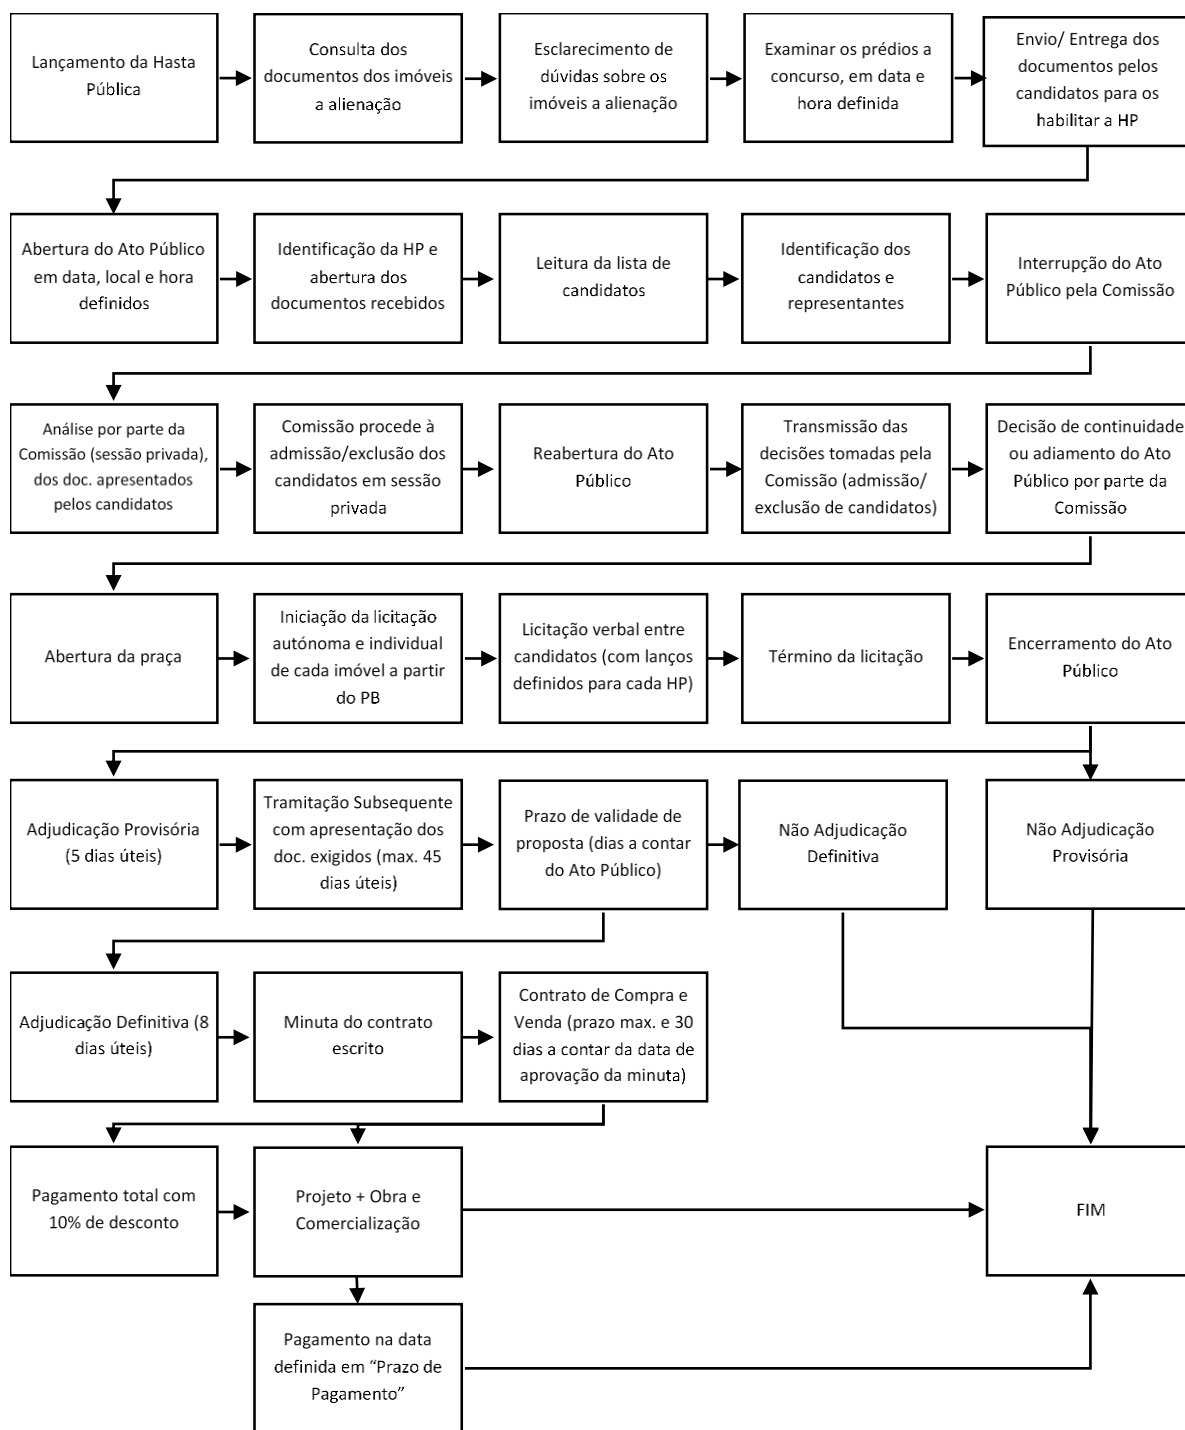 Lançamento da Hasta
Pública
Consulta dos
documentos dos imóveis
a alienação
Esclarecimento de
dúvidas sobre os
imóveis a alienação
Examinar os prédios a
concurso, em data e
hora definida
Envio/ Entrega dos
documentos pelos
candidatos para os
habilitar a HP
Abertura do Ato Público
em data, local e hora
definidos
Identificação da HP e
abertura dos
documentos recebidos
Leitura da lista de
candidatos
Identificação dos
candidatos e
representantes
Interrupção do Ato
Público pela Comissão
Análise por parte da
Comissão (sessão privada),
dos doc. apresentados
pelos candidatos
Comissão procede à
admissão/exclusão dos
candidatos em sessão
privada
Reabertura do Ato
Público
Transmissão das
decisões tomadas pela
Comissão (admissão/
exclusão de candidatos)
Decisão de continuidade
ou adiamento do Ato
Público por parte da
Comissão
Abertura da praça
Iniciação da licitação
autónoma e individual
de cada imóvel a partir
do PB
Licitação verbal entre
candidatos (com lanços
definidos para cada HP)
Término da licitação
Encerramento do Ato
Público
Adjudicação Provisória
(5 dias úteis)
Tramitação Subsequente
com apresentação dos
doc. exigidos (max. 45
dias úteis)
Prazo de validade de
proposta (dias a contar
do Ato Público)
Não Adjudicação
Definitiva
Não Adjudicação
Provisória
Adjudicação Definitiva (8
dias úteis)
Minuta do contrato
escrito
Contrato de Compra e
Venda (prazo max. e 30
dias a contar da data de
aprovação da minuta)
Pagamento total com
10% de desconto
Projeto + Obra e
Comercialização
FIM
Pagamento na data
definida em “Prazo de
Pagamento”